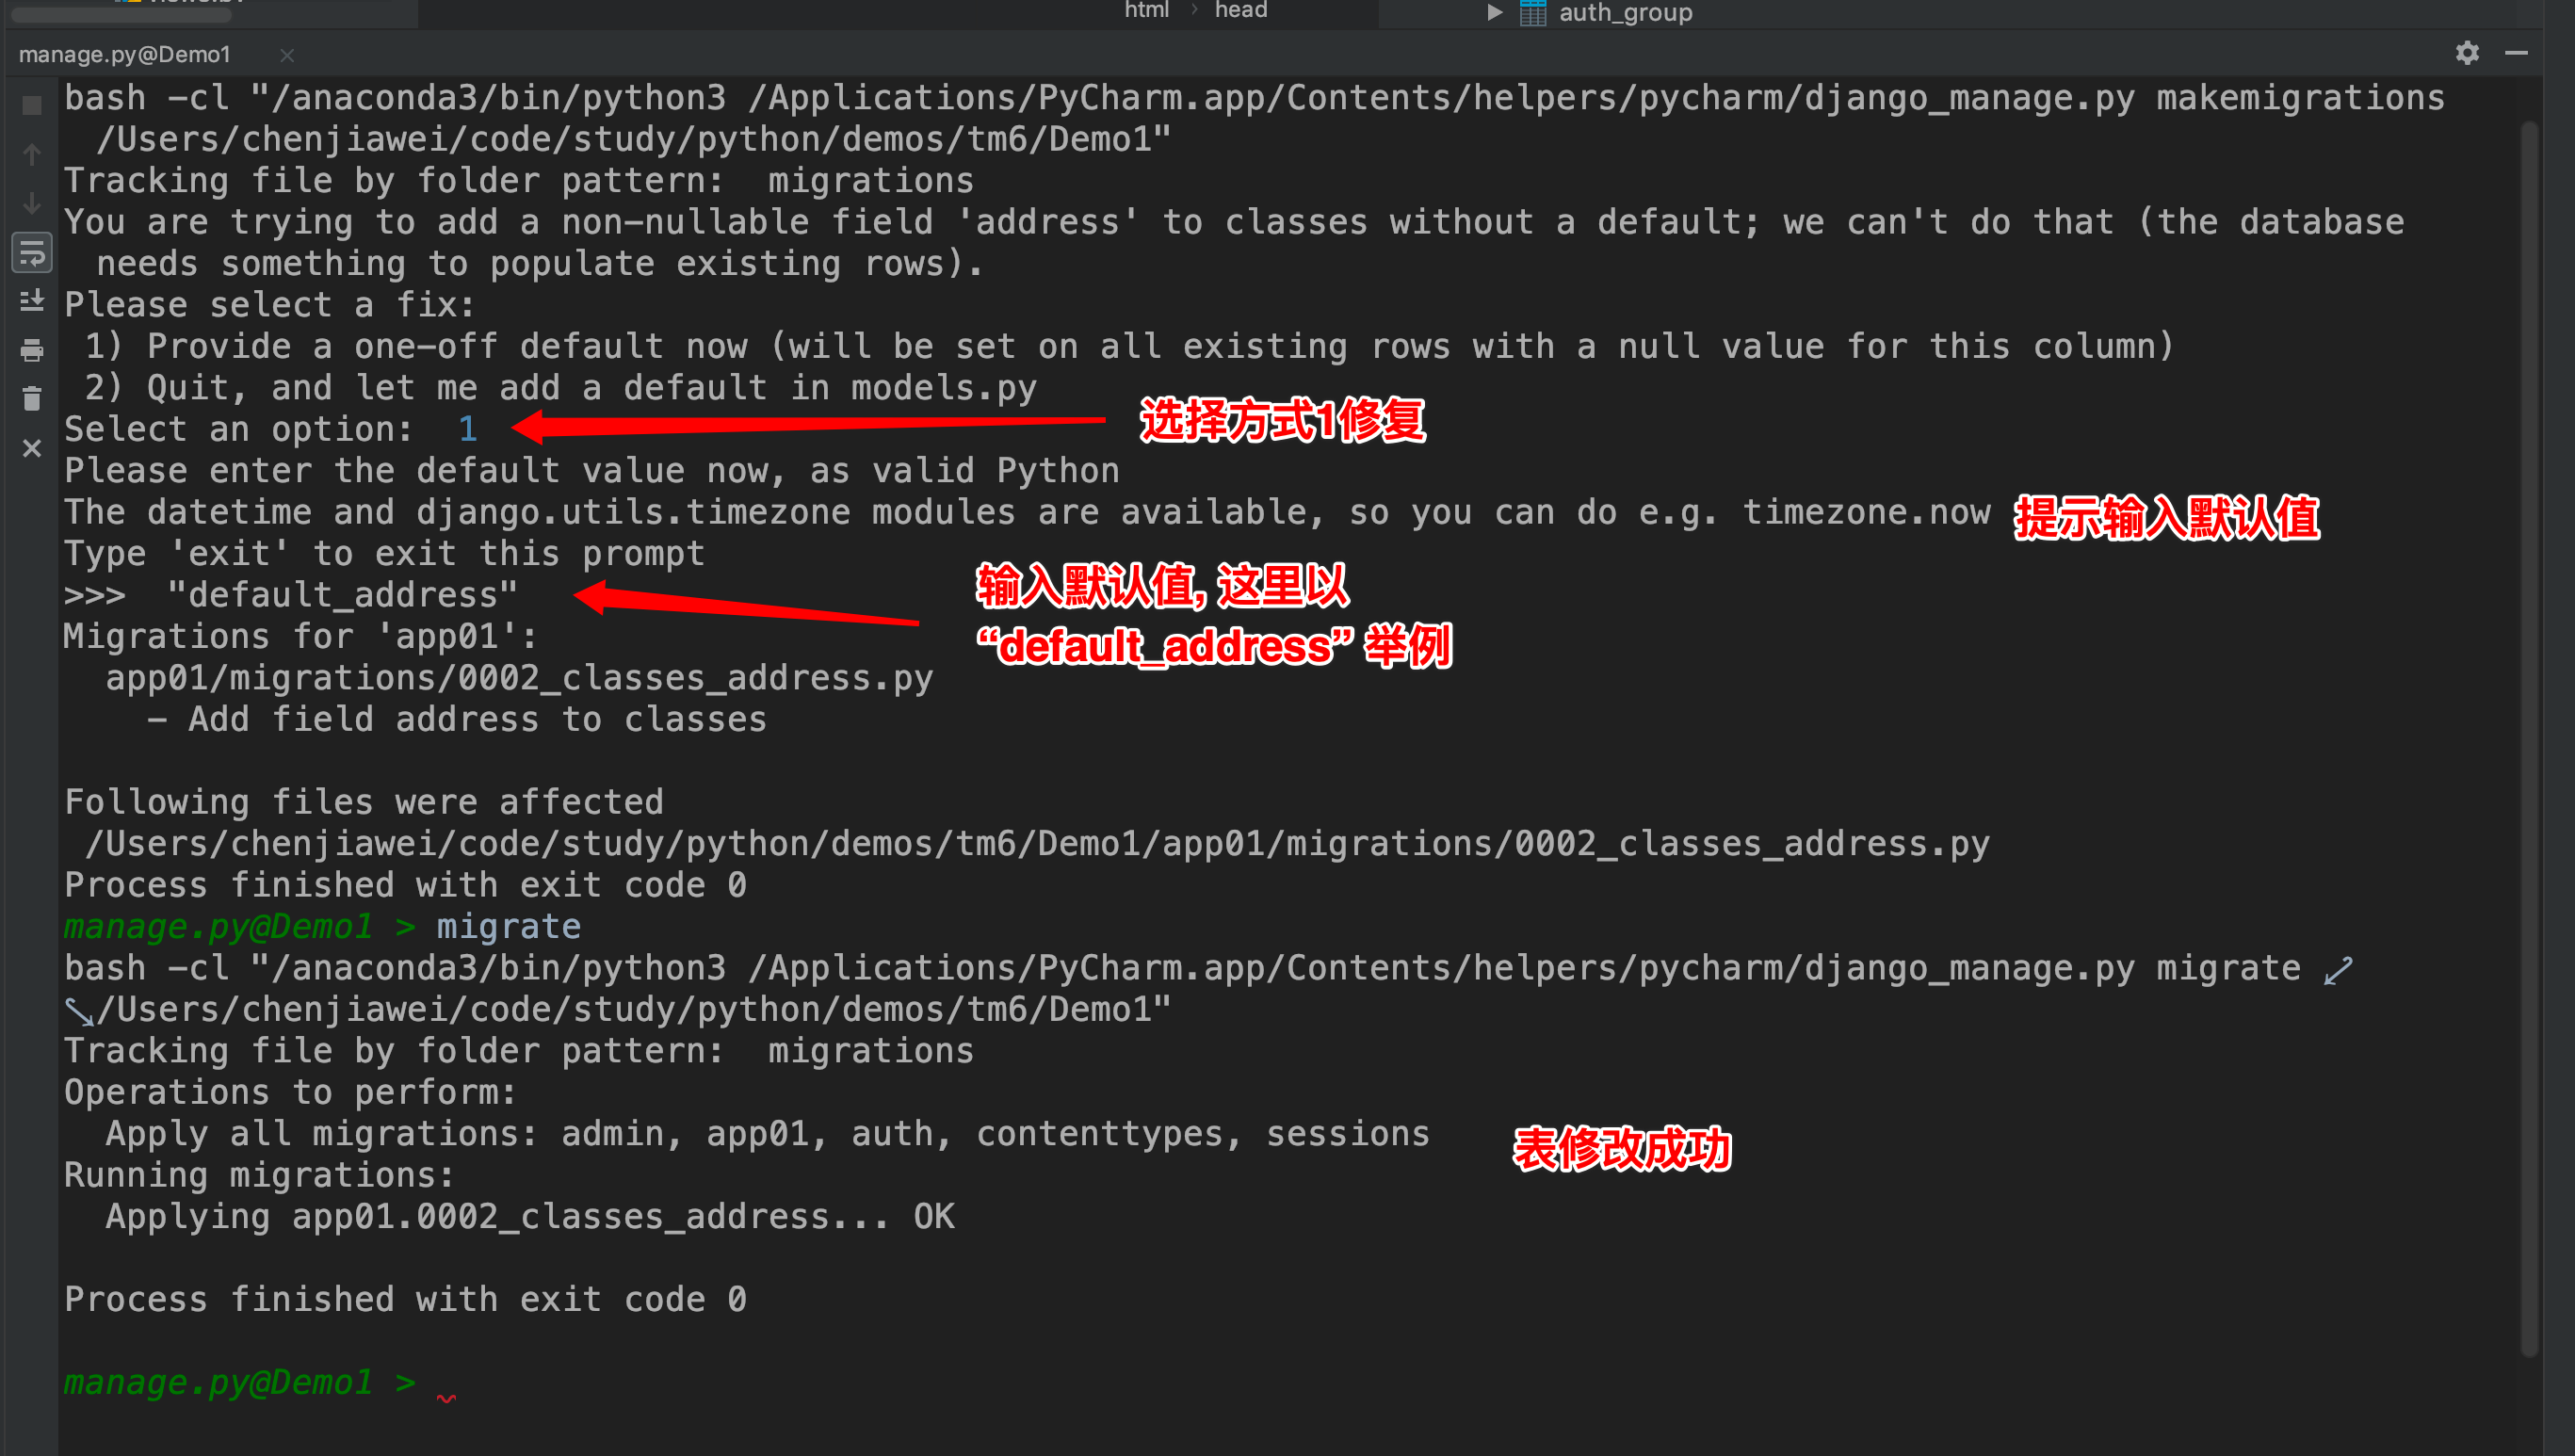 html > head
auth_group
manage.py@Demo1
bash -cl "/anaconda3/bin/python3 /Applications/PyCharm.app/Contents/helpers/pycharm/django_manage.py makemigrations
/Users/chenjiawei/code/study/python/demos/tm6/Demo1"
Tracking file by folder pattern:  migrations
You are trying to add a non-nullable field 'address' to classes without a default; we can't do that (the database
needs something to populate existing rows).
Please select a fix:
1) Provide a one-off default now (will be set on all existing rows with a null value for this column)
2) Quit, and let me add a default in models.py
Select an option:  1
选择方式1修复
Please enter the default value now, as valid Python
The datetime and django.utils.timezone modules are available, so you can do e.g. timezone.now
提示输入默认值
Type 'exit' to exit this prompt
>>>  "default_address"
输入默认值, 这里以
“default_address” 举例
Migrations for 'app01':
app01/migrations/0002_classes_address.py
- Add field address to classes
Following files were affected
/Users/chenjiawei/code/study/python/demos/tm6/Demo1/app01/migrations/0002_classes_address.py
Process finished with exit code 0
manage.py@Demo1 > migrate
bash -cl "/anaconda3/bin/python3 /Applications/PyCharm.app/Contents/helpers/pycharm/django_manage.py migrate
/Users/chenjiawei/code/study/python/demos/tm6/Demo1"
Tracking file by folder pattern:  migrations
Operations to perform:
Apply all migrations: admin, app01, auth, contenttypes, sessions
表修改成功
Running migrations:
Applying app01.0002_classes_address... OK
Process finished with exit code 0
manage.py@Demo1 >